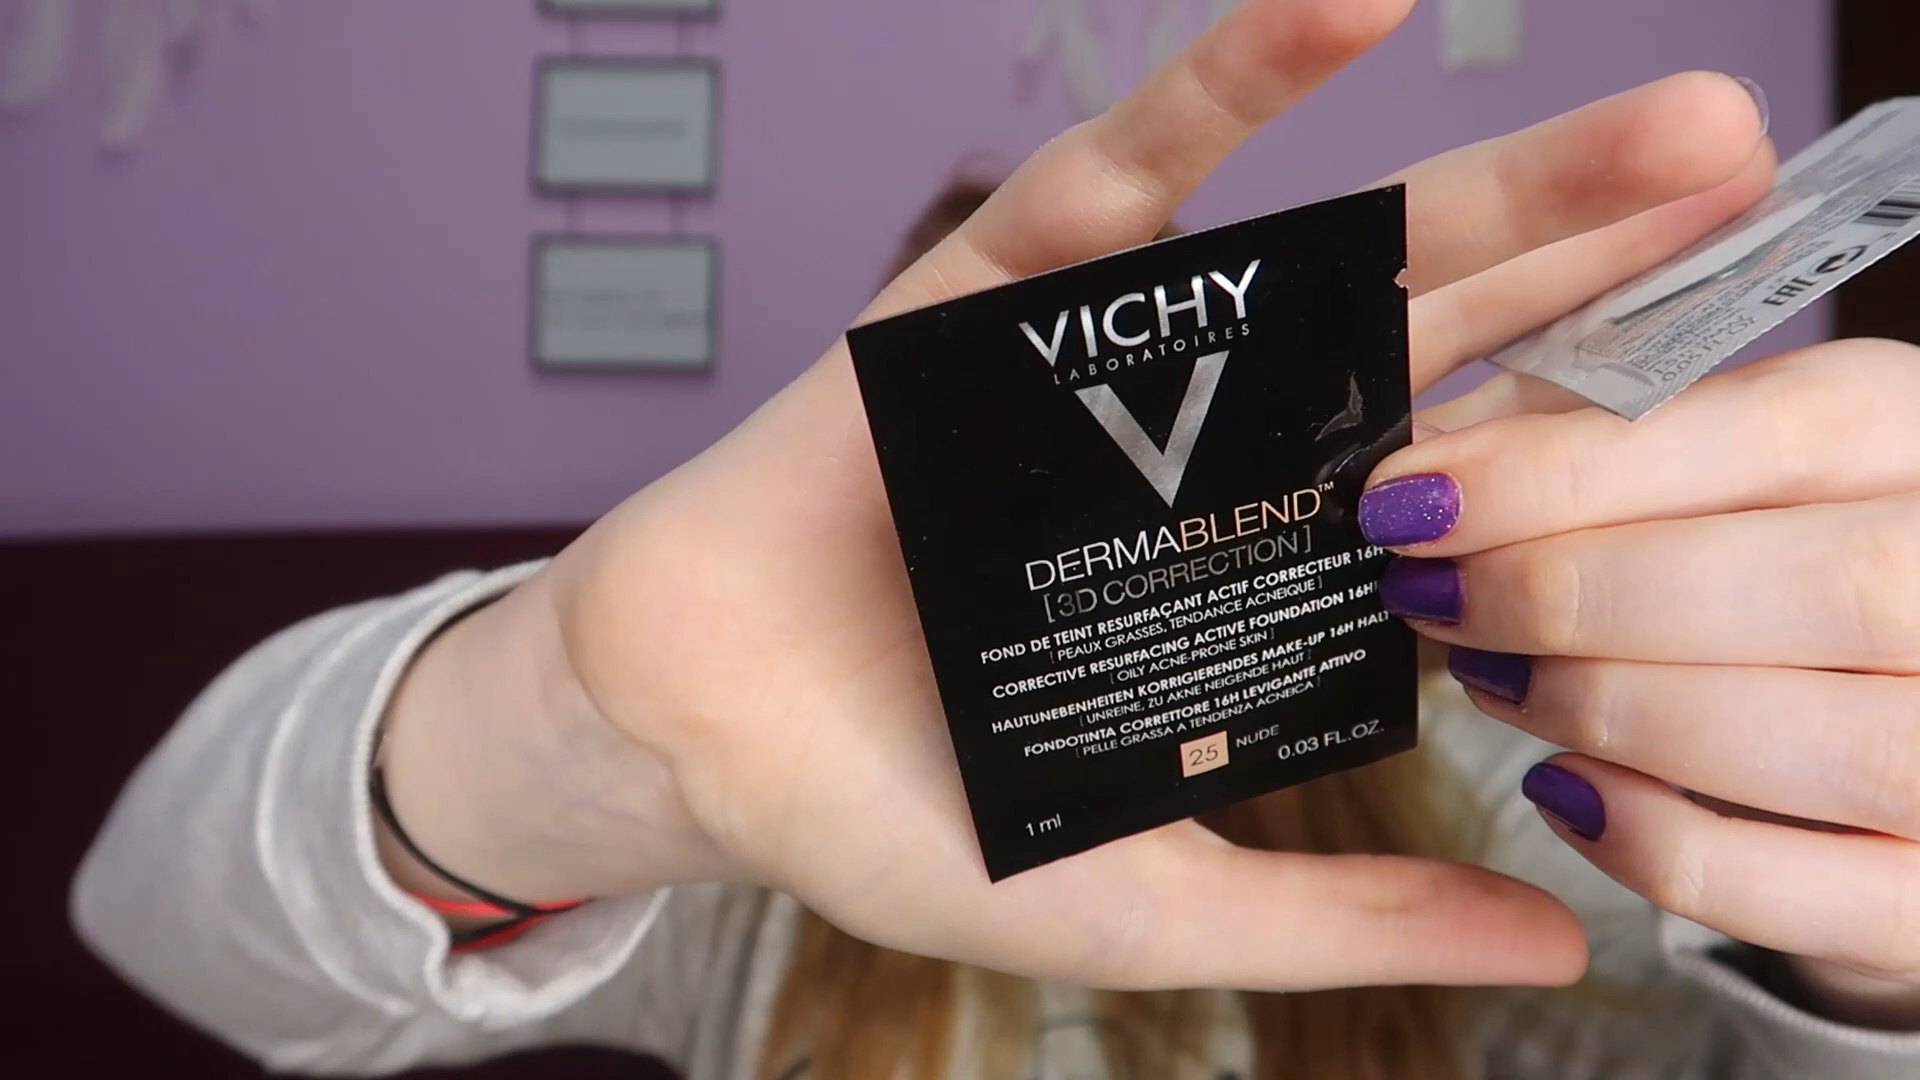 VICHY
LABORATOIRES
V
DERMABLEND™
[3D CORRECTION]
FOND DE TEINT RESURFAÇANT ACTIF CORRECTEUR 16H
[PEAUX GRASSES, TENDANCE ACNEIQUE]
CORRECTIVE RESURFACING ACTIVE FOUNDATION 16H
[OILY ACNE-PRONE SKIN]
HAUTUNEBENHEITEN KORRIGIERENDES MAKE-UP 16H HALT
[UNREINE, ZU AKNE NEIGENDE HAUT]
FONDOTINTA CORRETTORE 16H LEVIGANTE ATTIVO
[PELLE GRASSA A TENDENZA ACNEICA]
25 NUDE
1 ml 0.03 FL.OZ.
EAC